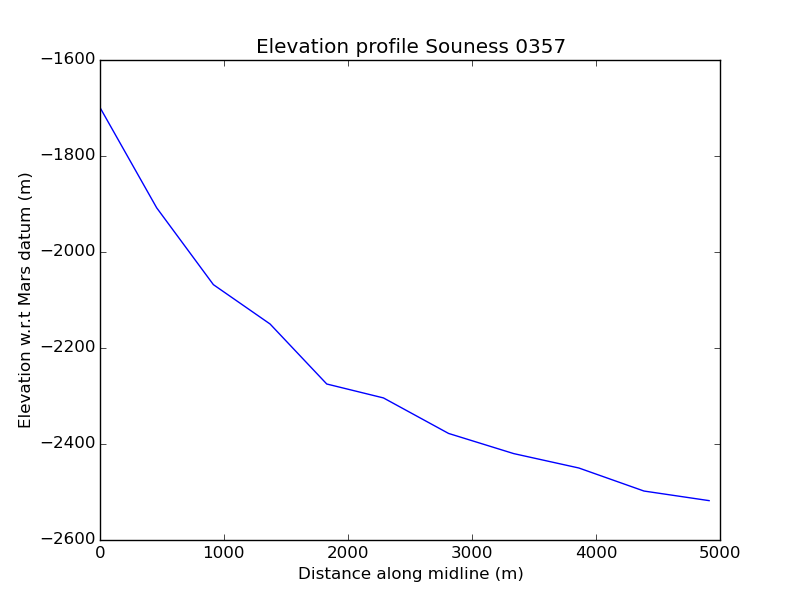 Elevation profile Souness 0357
−1600
−1800
−2000
−2200
−2400
−2600
Elevation w.r.t Mars datum (m)
0 1000 2000 3000 4000 5000
Distance along midline (m)